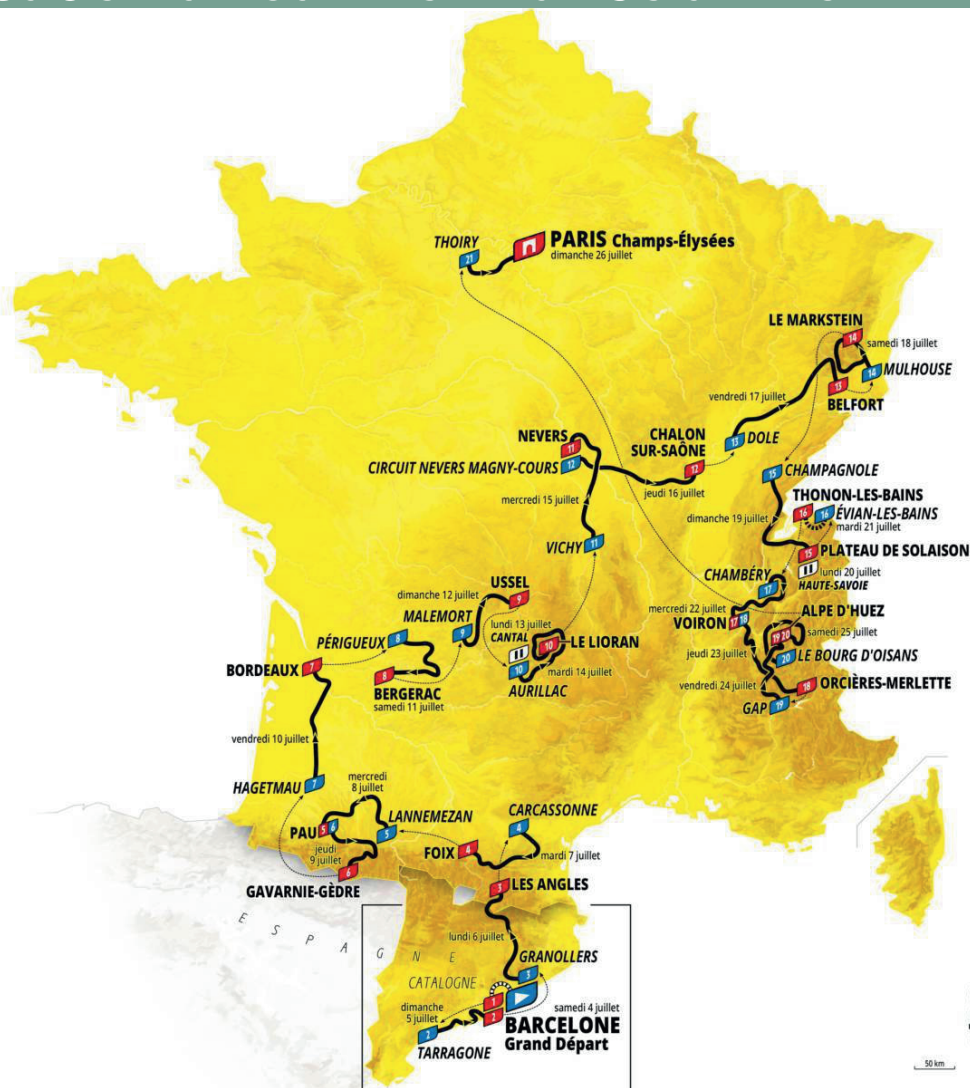 THOIRY
21
PARIS Champs-Élysées
dimanche 26 juillet
LE MARKSTEIN
14
samedi 18 juillet
14
MULHOUSE
13
BELFORT
vendredi 17 juillet
13
DOLE
NEVERS
11
CIRCUIT NEVERS MAGNY-COURS
12
CHALON
SUR-SAÔNE
12
jeudi 16 juillet
mercredi 15 juillet
VICHY
11
15
CHAMPAGNOLE
THONON-LES-BAINS
16
16
ÉVIAN-LES-BAINS
mardi 21 juillet
dimanche 19 juillet
15
PLATEAU DE SOLAISON
lundi 20 juillet
HAUTE-SAVOIE
CHAMBÉRY
17
mercredi 22 juillet
VOIRON
17 18
ALPE D'HUEZ
19 20
samedi 25 juillet
jeudi 23 juillet
20
LE BOURG D'OISANS
vendredi 24 juillet
18
ORCIÈRES-MERLETTE
GAP
19
USSEL
9
dimanche 12 juillet
MALEMORT
9
lundi 13 juillet
CANTAL
10
LE LIORAN
10
mardi 14 juillet
AURILLAC
PÉRIGUEUX
8
8
BERGERAC
samedi 11 juillet
BORDEAUX
7
vendredi 10 juillet
HAGETMAU
7
mercredi
8 juillet
LANNEMEZAN
5
PAU
5 6
jeudi
9 juillet
6
GAVARNIE-GÈDRE
CARCASSONNE
4
FOIX
4
mardi 7 juillet
3
LES ANGLES
lundi 6 juillet
GRANOLLERS
3
ESPAGNE
CATALOGNE
1
2
samedi 4 juillet
BARCELONE
Grand Départ
dimanche
5 juillet
2
TARRAGONE
50 km